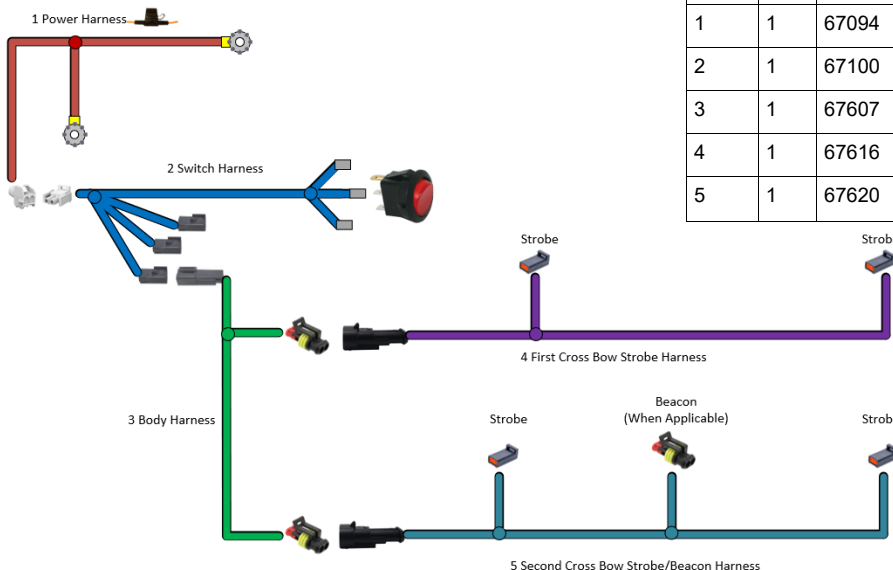 1 Power Harness
1 1 67094
2 1 67100
3 1 67607
4 1 67616
5 1 67620
2 Switch Harness
Strobe
Strob
4 First Cross Bow Strobe Harness
3 Body Harness
Strobe
Beacon
(When Applicable)
Strob
5 Second Cross Bow Strobe/Beacon Harness